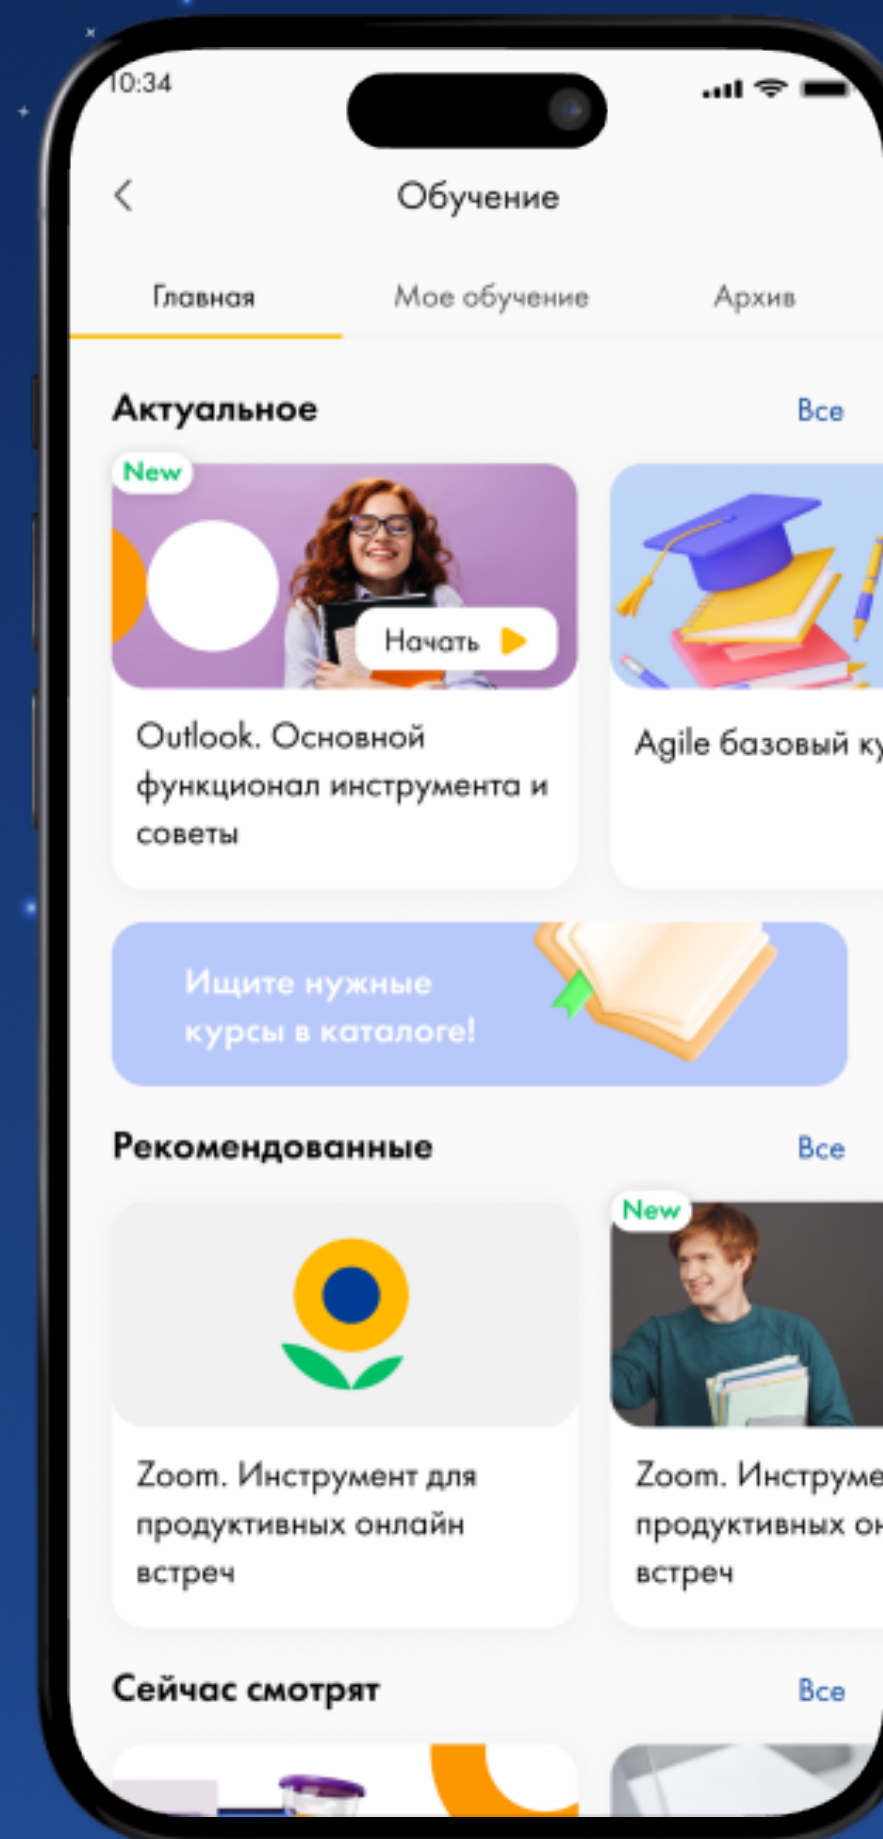 10:34
Обучение
Главная
Мое обучение
Архив
Актуальное
Все
New
Начать
Outlook. Основной
функционал инструмента и
советы
Agile базовый
Ищите нужные
курсы в каталоге!
Рекомендованные
Все
New
Zoom. Инструмент для
продуктивных онлайн
встреч
Zoom.
продуктивных
встреч
Сейчас смотрят
Все